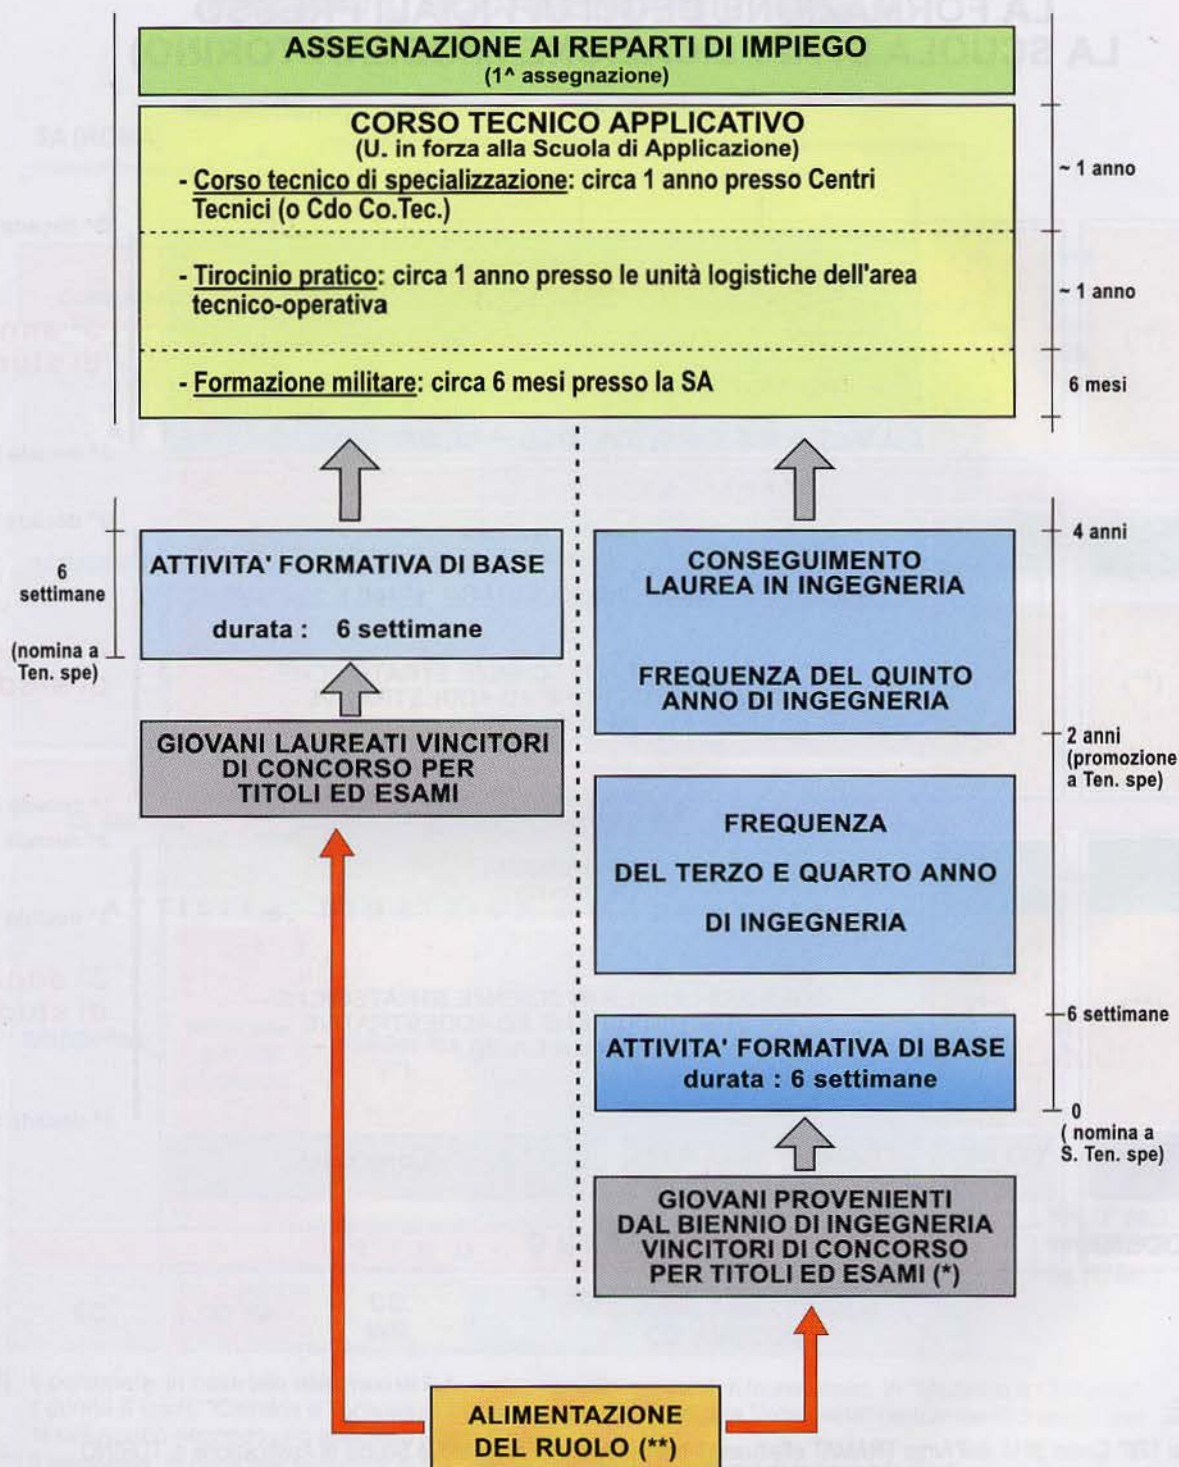 ASSEGNAZIONE AI REPARTI DI IMPIEGO
(1^ assegnazione)
CORSO TECNICO APPLICATIVO
(U. in forza alla Scuola di Applicazione)
- Corso tecnico di specializzazione: circa 1 anno presso Centri
Tecnici (o Cdo Co.Tec.)
~ 1 anno
- Tirocinio pratico: circa 1 anno presso le unità logistiche dell'area
tecnico-operativa
~ 1 anno
- Formazione militare: circa 6 mesi presso la SA
6 mesi
6
settimane
(nomina a
Ten. spe)
ATTIVITA' FORMATIVA DI BASE
durata : 6 settimane
GIOVANI LAUREATI VINCITORI
DI CONCORSO PER
TITOLI ED ESAMI
4 anni
CONSEGUIMENTO
LAUREA IN INGEGNERIA
FREQUENZA DEL QUINTO
ANNO DI INGEGNERIA
2 anni
(promozione
a Ten. spe)
FREQUENZA
DEL TERZO E QUARTO ANNO
DI INGEGNERIA
6 settimane
ATTIVITA' FORMATIVA DI BASE
durata : 6 settimane
0
( nomina a
S. Ten. spe)
GIOVANI PROVENIENTI
DAL BIENNIO DI INGEGNERIA
VINCITORI DI CONCORSO
PER TITOLI ED ESAMI (*)
ALIMENTAZIONE
DEL RUOLO (**)